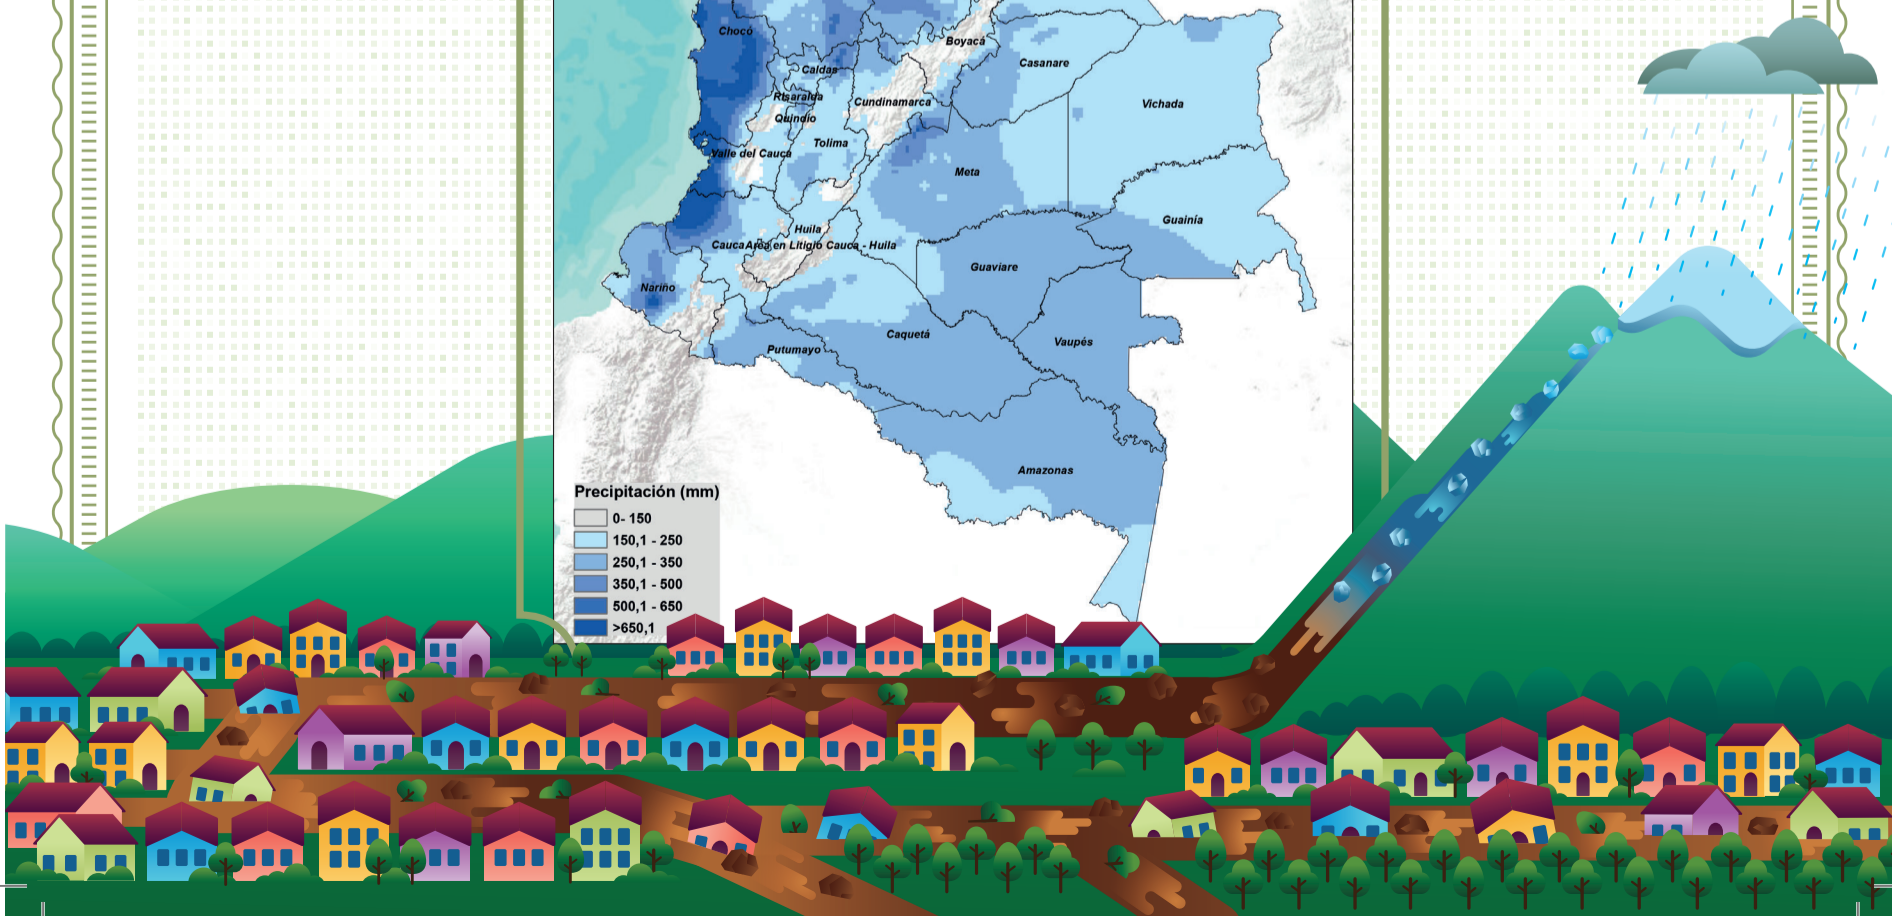 Chocó
Boyacá
Casanare
Caldas
Risaralda
Cundinamarca
Vichada
Quindío
Tolima
Valle del Cauca
Meta
Guainía
Huila
Cauca
Area en Litigio Cauca - Huila
Guaviare
Nariño
Caquetá
Vaupés
Putumayo
Amazonas
Precipitación (mm)
0- 150
150,1 - 250
250,1 - 350
350,1 - 500
500,1 - 650
>650,1